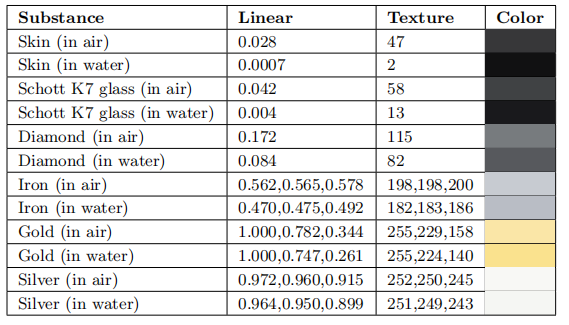 Substance Linear Texture Color
Skin (in air) 0.028 47
Skin (in water) 0.0007 2
Schott K7 glass (in air) 0.042 58
Schott K7 glass (in water) 0.004 13
Diamond (in air) 0.172 115
Diamond (in water) 0.084 82
Iron (in air) 0.562,0.565,0.578 198,198,200
Iron (in water) 0.470,0.475,0.492 182,183,186
Gold (in air) 1.000,0.782,0.344 255,229,158
Gold (in water) 1.000,0.747,0.261 255,224,140
Silver (in air) 0.972,0.960,0.915 252,250,245
Silver (in water) 0.964,0.950,0.899 251,249,243